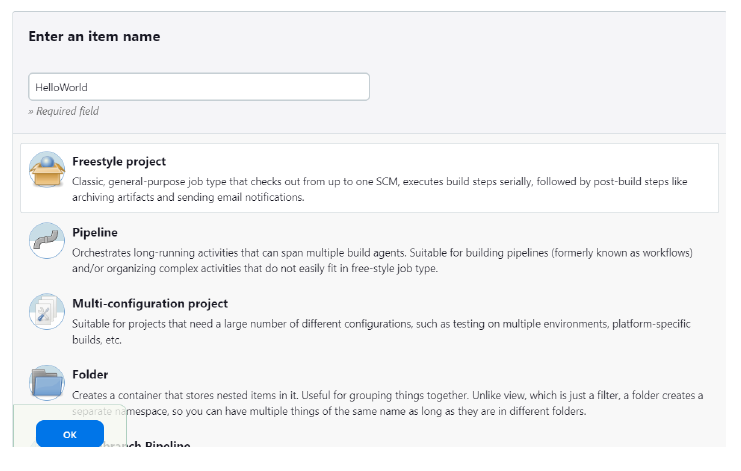 Enter an item name
HelloWorld
» Required field
Freestyle project
Classic, general-purpose job type that checks out from up to one SCM, executes build steps serially, followed by post-build steps like
archiving artifacts and sending email notifications.
Pipeline
Orchestrates long-running activities that can span multiple build agents. Suitable for building pipelines (formerly known as workflows)
and/or organizing complex activities that do not easily fit in free-style job type.
Multi-configuration project
Suitable for projects that need a large number of different configurations, such as testing on multiple environments, platform-specific
builds, etc.
Folder
Creates a container that stores nested items in it. Useful for grouping things together. Unlike view, which is just a filter, a folder creates a
separate namespace, so you can have multiple things of the same name as long as they are in different folders.
OK
branch Pipeline